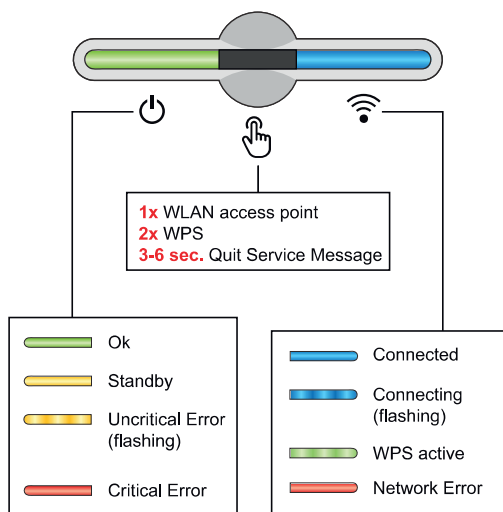 1x WLAN access point
2x WPS
3-6 sec. Quit Service Message
Ok
Standby
Uncritical Error
(flashing)
Critical Error
Connected
Connecting
(flashing)
WPS active
Network Error